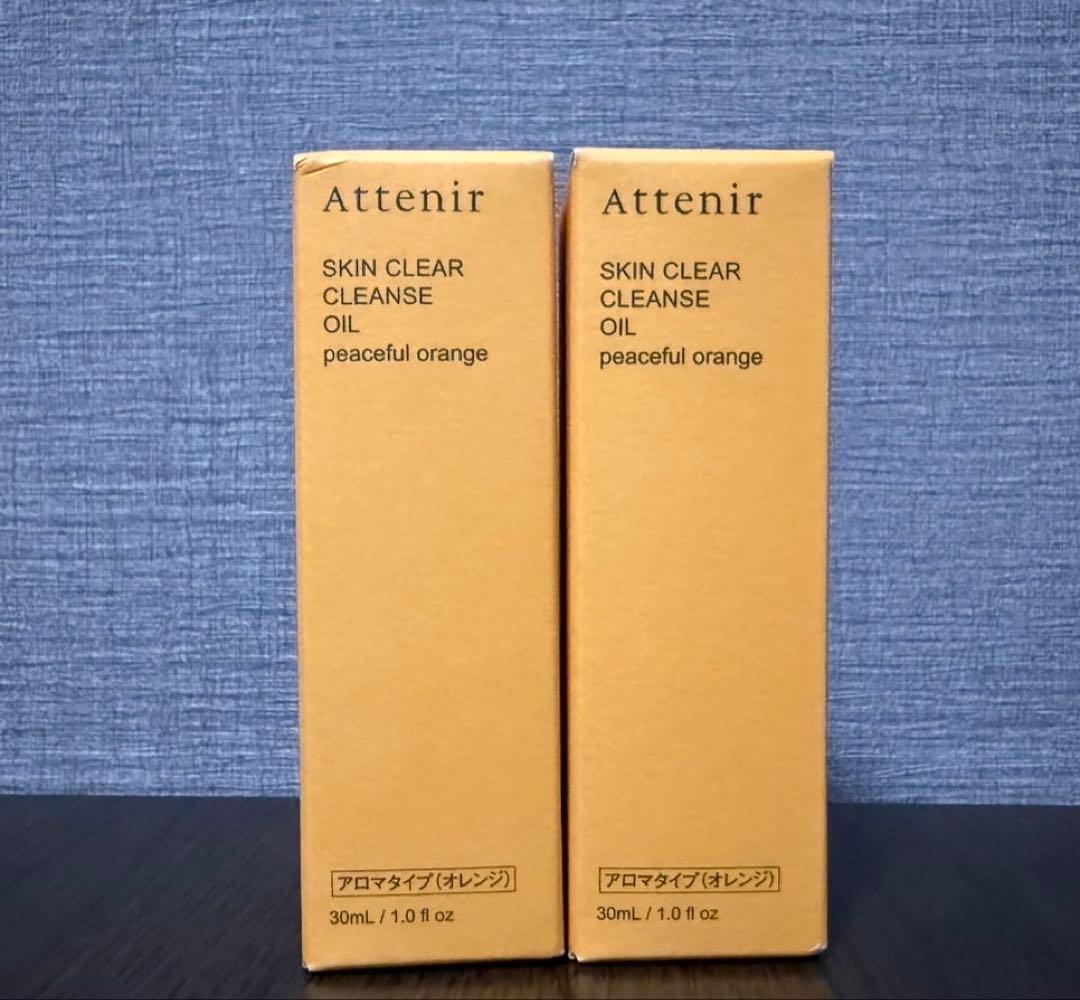 Attenir
SKIN CLEAR
CLEANSE
OIL
peaceful orange
アロマタイプ(オレンジ)
30mL / 1.0 fl oz
Attenir
SKIN CLEAR
CLEANSE
OIL
peaceful orange
アロマタイプ(オレンジ)
30mL / 1.0 fl oz